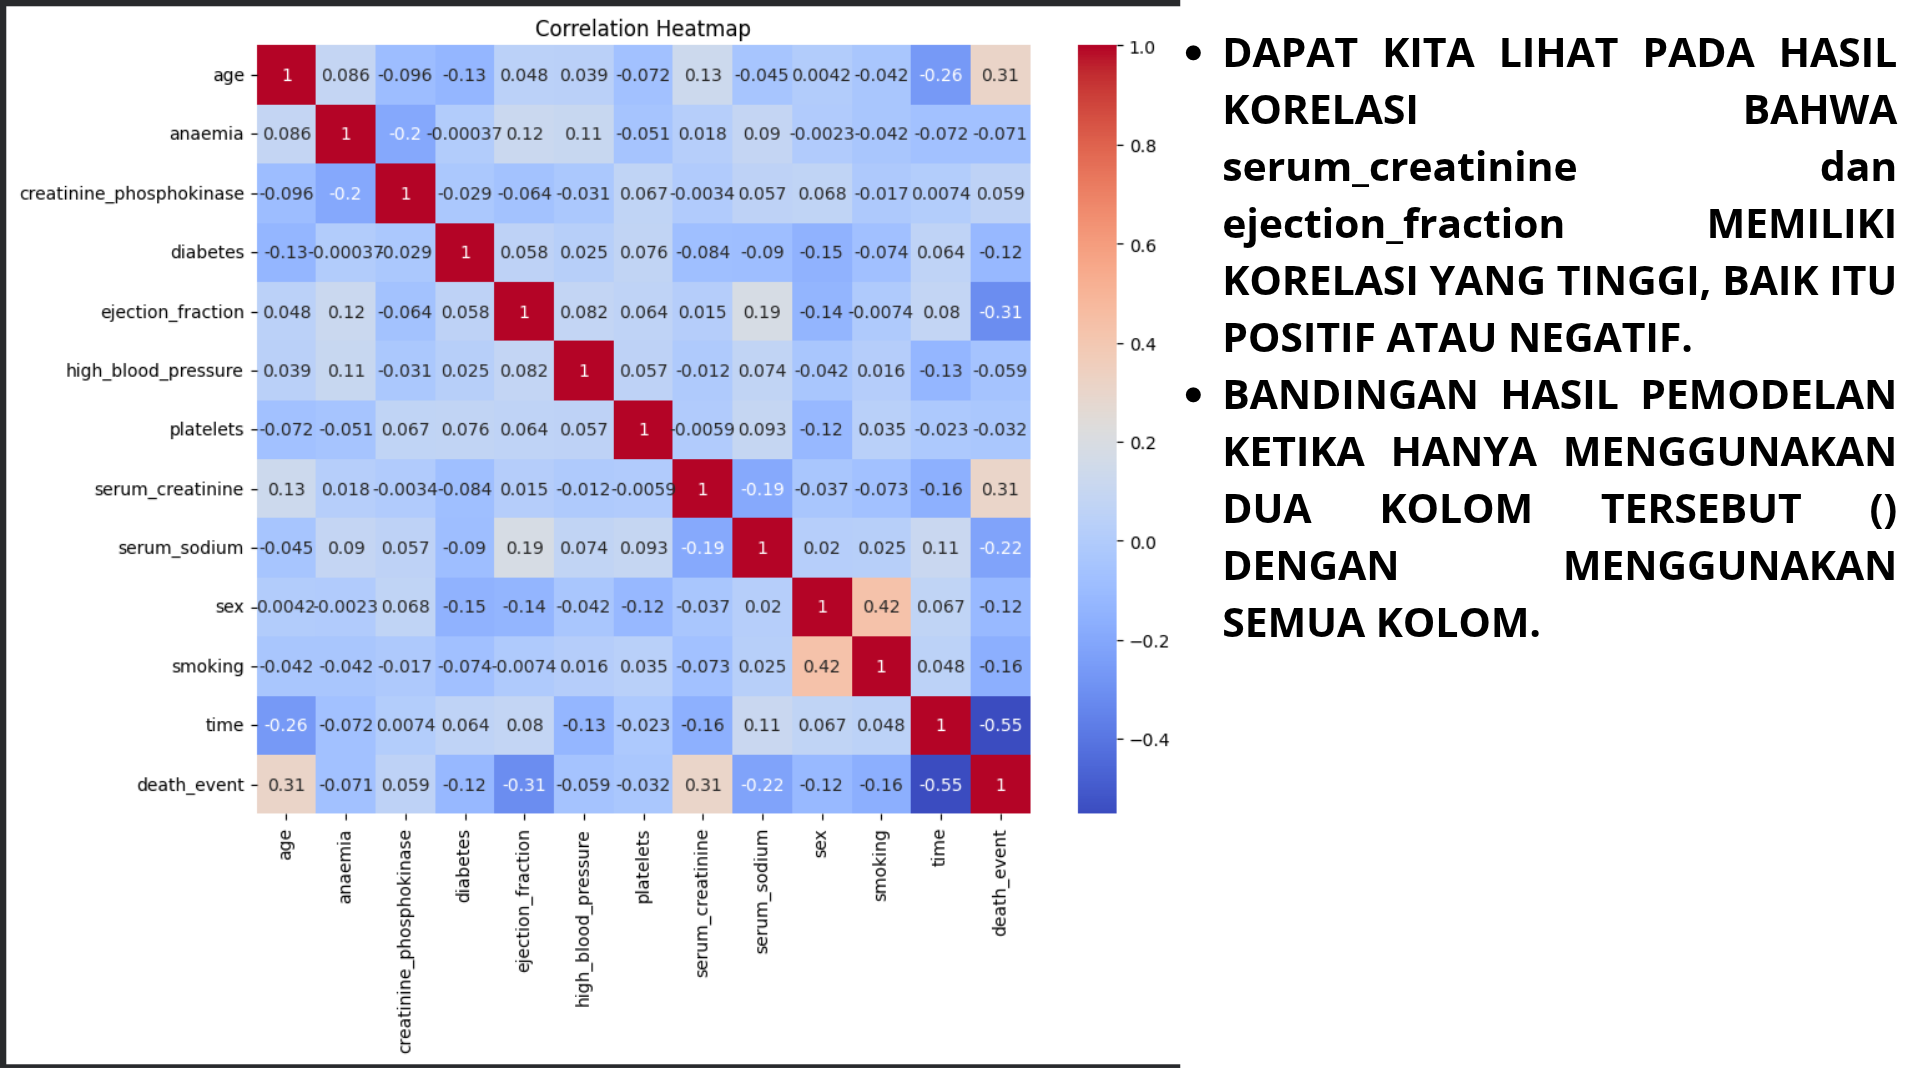 Correlation Heatmap
age 1 0.086 -0.096 -0.13 0.048 0.039 -0.072 0.13 -0.045 0.0042 -0.042 -0.26 0.31
anaemia 0.086 1 -0.2 -0.00037 0.12 0.11 -0.051 0.018 0.09 -0.0023 -0.042 -0.072 -0.071
creatinine_phosphokinase -0.096 -0.2 1 -0.029 -0.064 -0.031 0.067 -0.0034 0.057 0.068 -0.017 0.0074 0.059
diabetes -0.13 -0.00037 -0.029 1 0.058 0.025 0.076 -0.084 -0.09 -0.15 -0.074 0.064 -0.12
ejection_fraction 0.048 0.12 -0.064 0.058 1 0.082 0.064 0.015 0.19 -0.14 -0.0074 0.08 -0.31
high_blood_pressure 0.039 0.11 -0.031 0.025 0.082 1 0.057 -0.012 0.074 -0.042 0.016 -0.13 -0.059
platelets -0.072 -0.051 0.067 0.076 0.064 0.057 1 -0.0059 0.093 -0.12 0.035 -0.023 -0.032
serum_creatinine 0.13 0.018 -0.0034 -0.084 0.015 -0.012 -0.0059 1 -0.19 -0.037 -0.073 -0.16 0.31
serum_sodium -0.045 0.09 0.057 -0.09 0.19 0.074 0.093 -0.19 1 0.02 0.025 0.11 -0.22
sex 0.0042 -0.0023 0.068 -0.15 -0.14 -0.042 -0.12 -0.037 0.02 1 0.42 0.067 -0.12
smoking -0.042 -0.042 -0.017 -0.074 -0.0074 0.016 0.035 -0.073 0.025 0.42 1 0.048 -0.16
time -0.26 -0.072 0.0074 0.064 0.08 -0.13 -0.023 -0.16 0.11 0.067 0.048 1 -0.55
death_event 0.31 -0.071 0.059 -0.12 -0.31 -0.059 -0.032 0.31 -0.22 -0.12 -0.16 -0.55 1
age anaemia creatinine_phosphokinase diabetes ejection_fraction high_blood_pressure platelets serum_creatinine serum_sodium sex smoking time death_event
1.0
0.8
0.6
0.4
0.2
0.0
−0.2
−0.4
• DAPAT KITA LIHAT PADA HASIL
KORELASI BAHWA
serum_creatinine dan
ejection_fraction MEMILIKI
KORELASI YANG TINGGI, BAIK ITU
POSITIF ATAU NEGATIF.
• BANDINGAN HASIL PEMODELAN
KETIKA HANYA MENGGUNAKAN
DUA KOLOM TERSEBUT ()
DENGAN MENGGUNAKAN
SEMUA KOLOM.